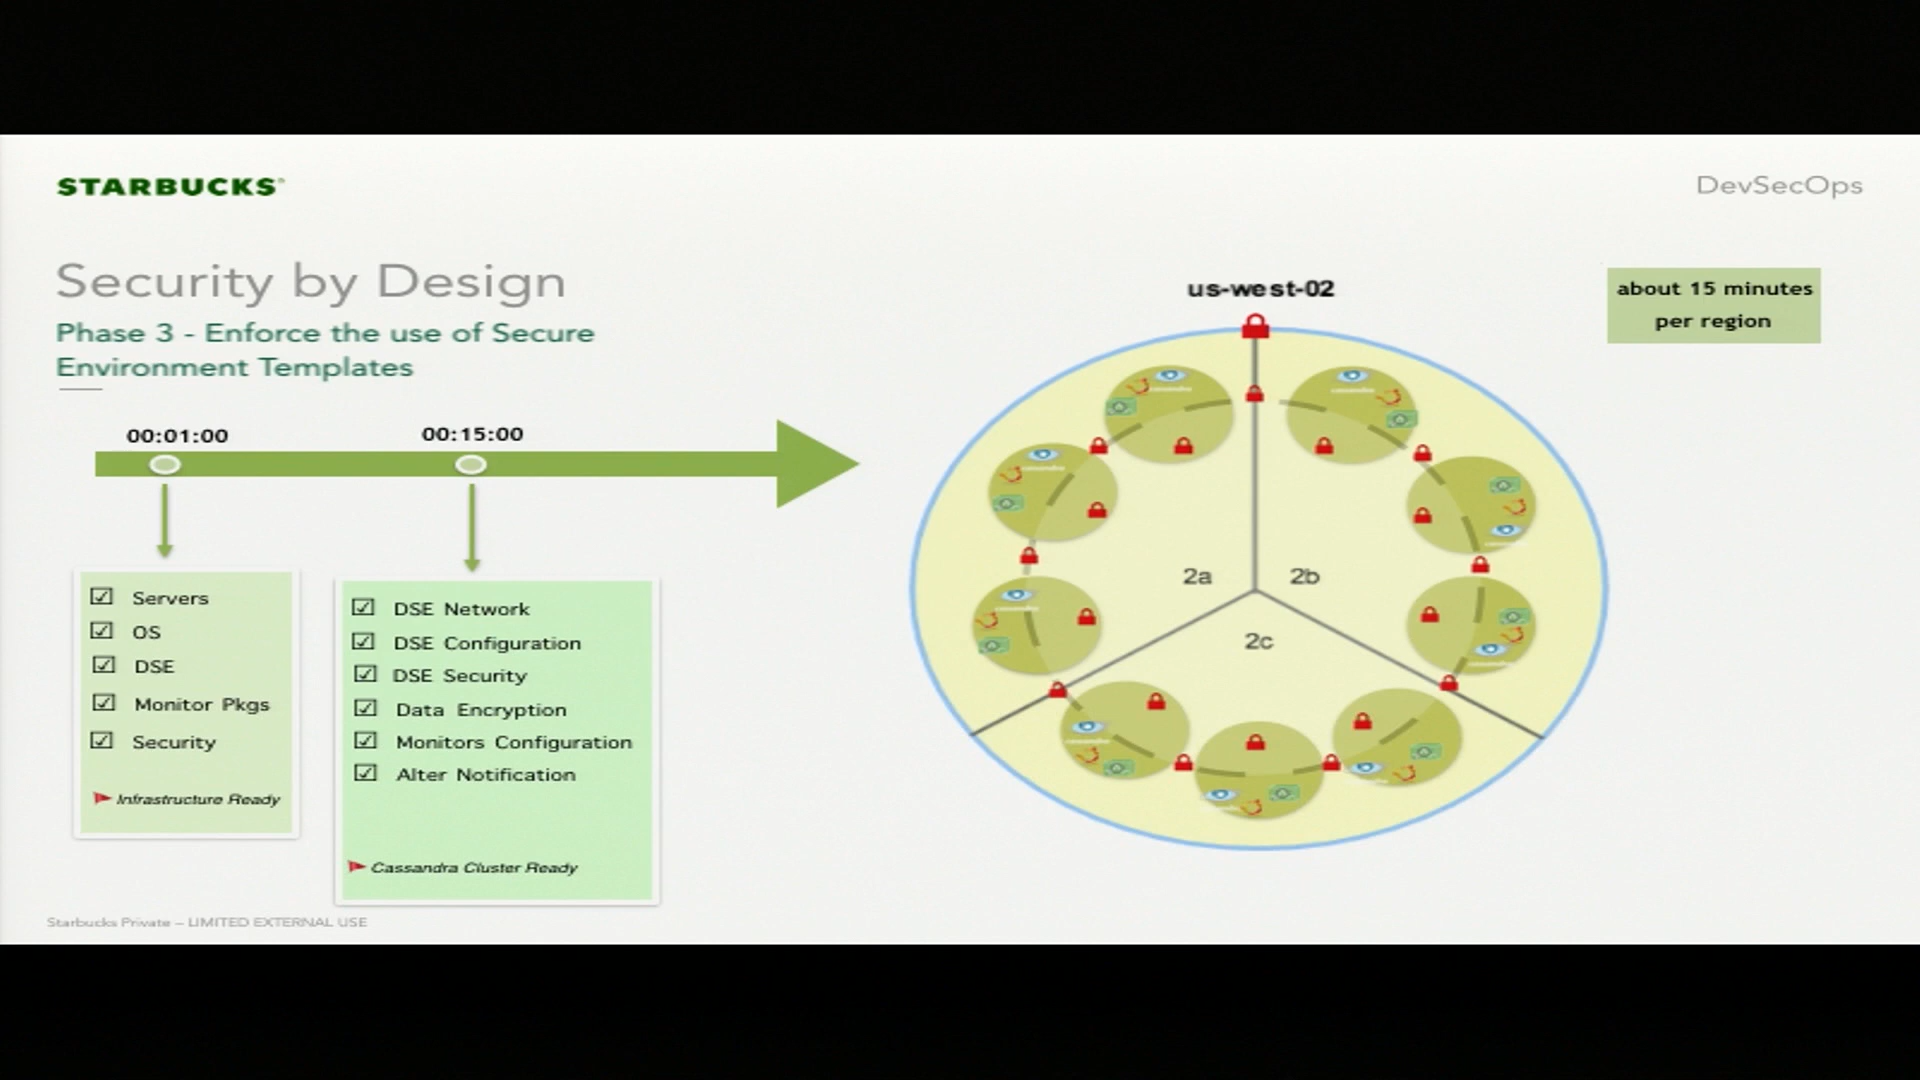 STARBUCKS
DevSecOps
Security by Design
Phase 3 - Enforce the use of Secure
Environment Templates
about 15 minutes
per region
us-west-02
00:01:00
00:15:00
Servers
OS
DSE
Monitor Pkgs
Security
Infrastructure Ready
DSE Network
DSE Configuration
DSE Security
Data Encryption
Monitors Configuration
Alter Notification
Cassandra Cluster Ready
2a
2b
2c
Starbucks Private – LIMITED EXTERNAL USE